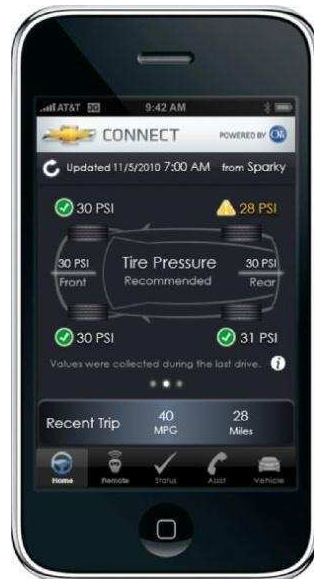 AT&T 3G 9:42 AM
CONNECT POWERED BY On
Updated 11/5/2010 7:00 AM from Sparky
30 PSI 28 PSI
30 PSI Tire Pressure 30 PSI
Front Recommended Rear
30 PSI 31 PSI
Values were collected during the last drive. i
Recent Trip 40 28
MPG Miles
Home Remote Status Asist Vehicle